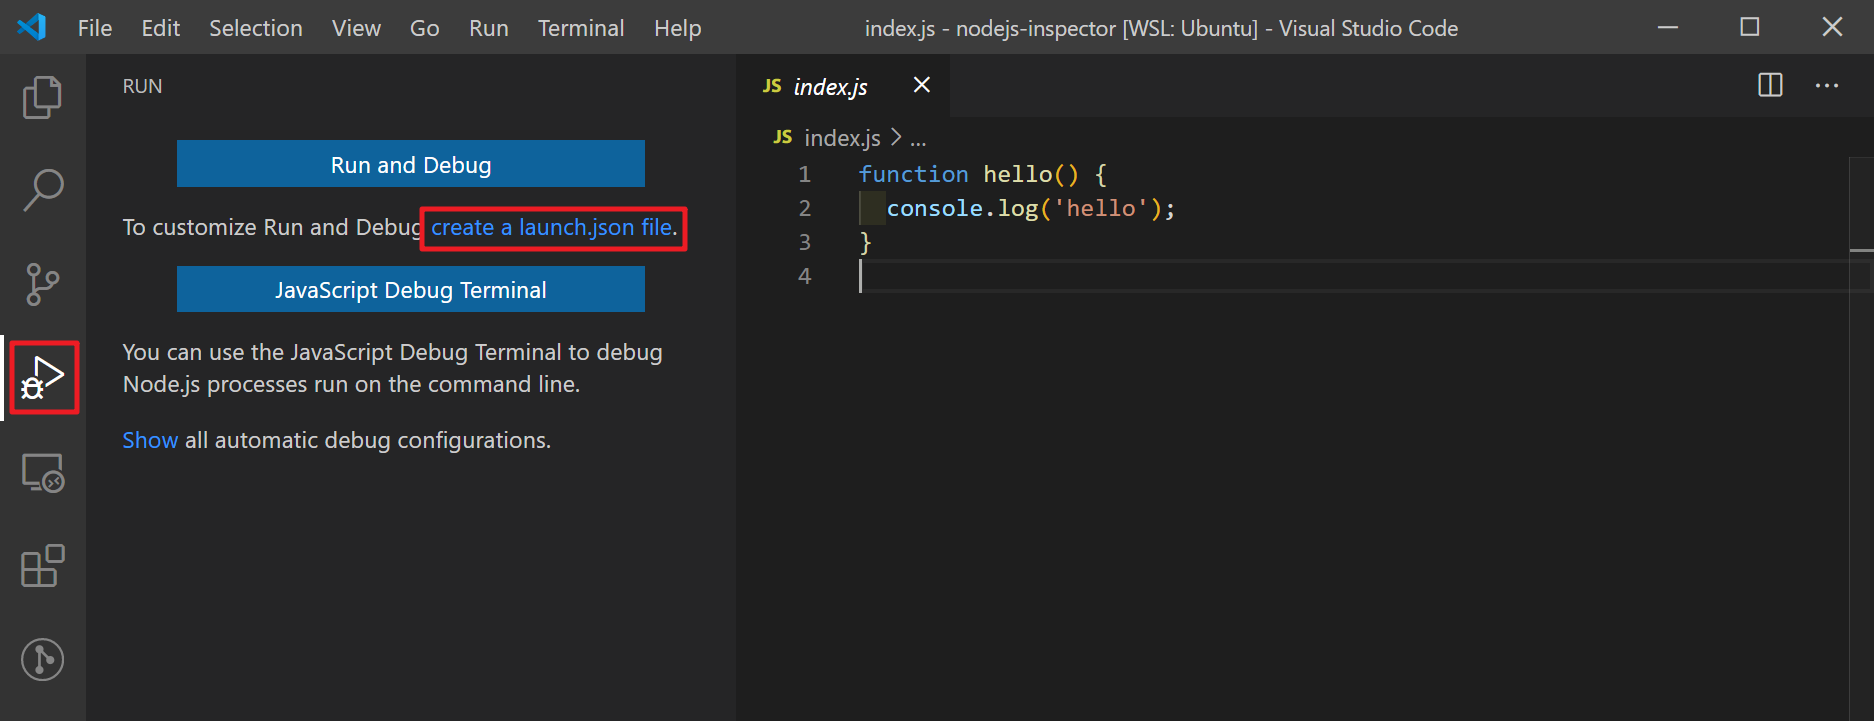 File Edit Selection View Go Run Terminal Help
index.js - nodejs-inspector [WSL: Ubuntu] - Visual Studio Code
RUN
Run and Debug
To customize Run and Debug create a launch.json file.
JavaScript Debug Terminal
You can use the JavaScript Debug Terminal to debug
Node.js processes run on the command line.
Show all automatic debug configurations.
JS index.js
JS index.js > ...
1 function hello() {
2   console.log('hello');
3 }
4